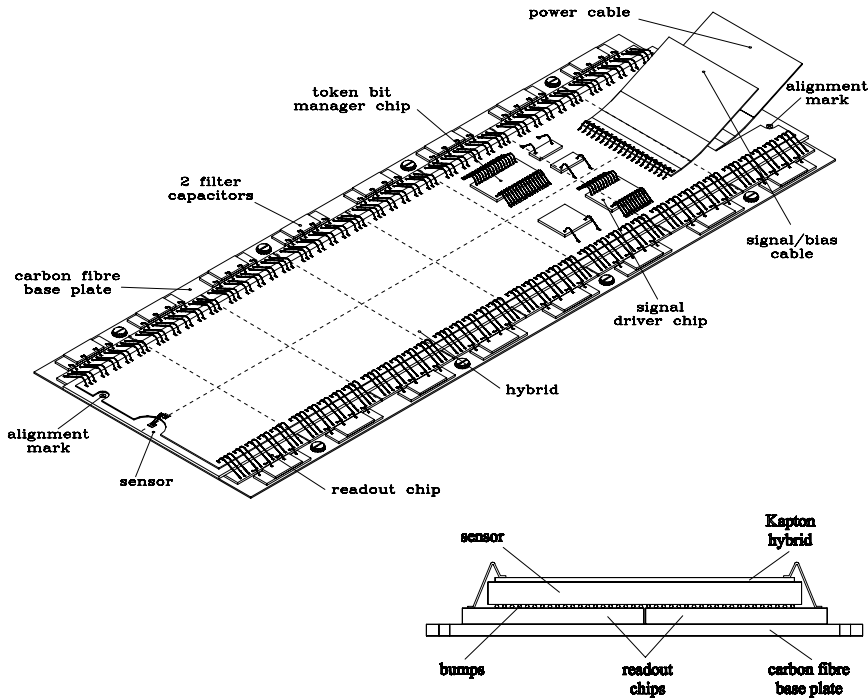 power cable
token bit
manager chip
alignment
mark
2 filter
capacitors
carbon fibre
base plate
signal/bias
cable
signal
driver chip
hybrid
alignment
mark
sensor
readout chip
sensor
Kapton
hybrid
bumps
readout
chips
carbon fibre
base plate